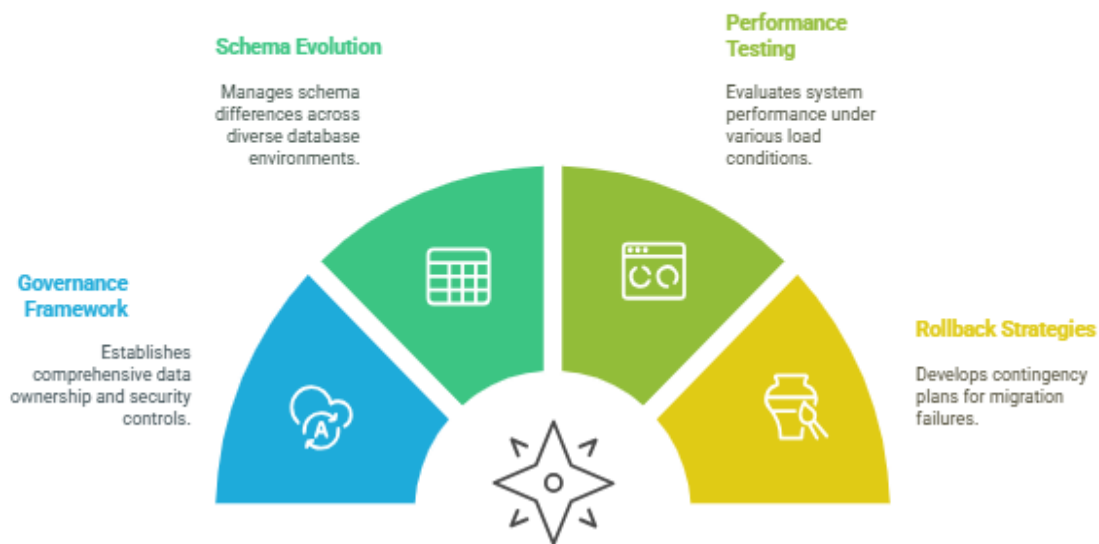 Schema Evolution
Manages schema
differences across
diverse database
environments.
Performance
Testing
Evaluates system
performance under
various load
conditions.
Governance
Framework
Establishes
comprehensive data
ownership and security
controls.
A
Rollback Strategies
Develops contingency
plans for migration
failures.